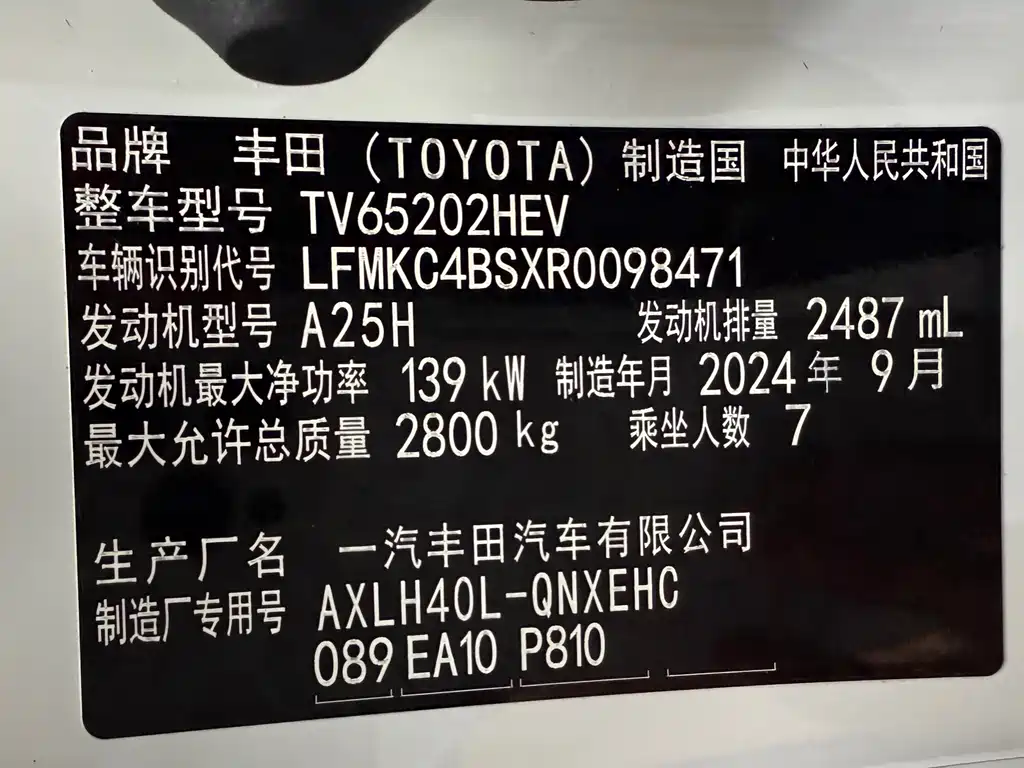 品牌 丰田 (TOYOTA) 制造国 中华人民共和国
整车型号 TV65202HEV
车辆识别代号 LFMKC4BSXR0098471
发动机型号 A25H 发动机排量 2487 mL
发动机最大净功率 139 kW 制造年月 2024 年 9 月
最大允许总质量 2800 kg 乘坐人数 7
生产厂名 一汽丰田汽车有限公司
制造厂专用号 AXLH40L-QNXEHC
089 EA10 P810